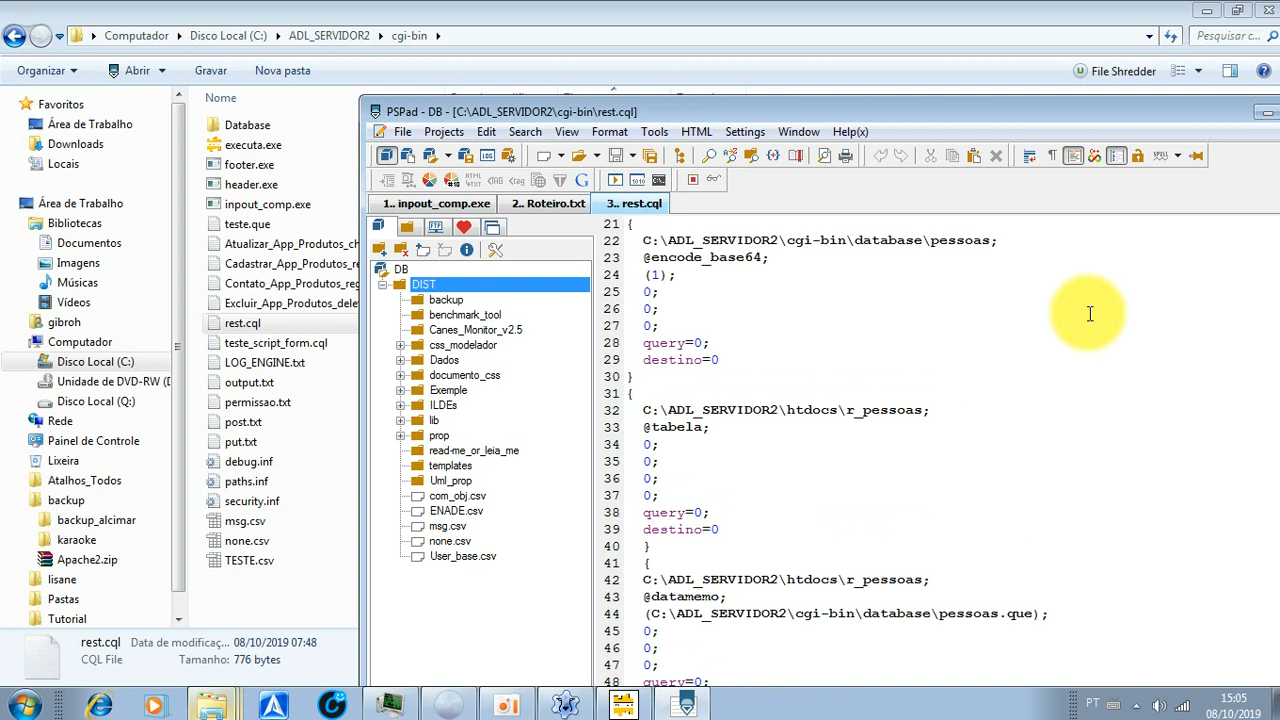 Computador
Disco Local (C:)
ADL_SERVIDOR2
cgi-bin
Pesquisar c...
Organizar
Abrir
Gravar
Nova pasta
File Shredder
Favoritos
Área de Trabalho
Downloads
Locais
Área de Trabalho
Bibliotecas
Documentos
Imagens
Músicas
Vídeos
gibroh
Computador
Disco Local (C:)
Unidade de DVD-RW (D
Disco Local (Q:)
Rede
Painel de Controle
Lixeira
Atalhos_Todos
backup
backup_alcimar
karaoke
Apache2.zip
lisane
Pastas
Tutorial
Nome
Database
executa.exe
footer.exe
header.exe
inpout_comp.exe
teste.que
Atualizar_App_Produtos_ch
Cadastrar_App_Produtos_re
Contato_App_Produtos_reg
Excluir_App_Produtos_dele
rest.cql
teste_script_form.cql
LOG_ENGINE.txt
output.txt
permissao.txt
post.txt
put.txt
debug.inf
paths.inf
security.inf
msg.csv
none.csv
TESTE.csv
PSPad - DB - [C:\ADL_SERVIDOR2\cgi-bin\rest.cql]
File Projects Edit Search View Format Tools HTML Settings Window Help(x)
1.. inpout_comp.exe
2.. Roteiro.txt
3.. rest.cql
DB
DIST
backup
benchmark_tool
Canes_Monitor_v2.5
css_modelador
Dados
documento_css
Exemple
ILDEs
lib
prop
read-me_or_leia_me
templates
Uml_prop
com_obj.csv
ENADE.csv
msg.csv
none.csv
User_base.csv
21 {
22 C:\ADL_SERVIDOR2\cgi-bin\database\pessoas;
23 @encode_base64;
24 (1);
25 0;
26 0;
27 0;
28 query=0;
29 destino=0
30 }
31 {
32 C:\ADL_SERVIDOR2\htdocs\r_pessoas;
33 @tabela;
34 0;
35 0;
36 0;
37 0;
38 query=0;
39 destino=0
40 }
41 {
42 C:\ADL_SERVIDOR2\htdocs\r_pessoas;
43 @datamemo;
44 (C:\ADL_SERVIDOR2\cgi-bin\database\pessoas.que);
45 0;
46 0;
47 0;
48 query=0;
rest.cql Data de modificaç... 08/10/2019 07:48
CQL File Tamanho: 776 bytes
PT
15:05
08/10/2019